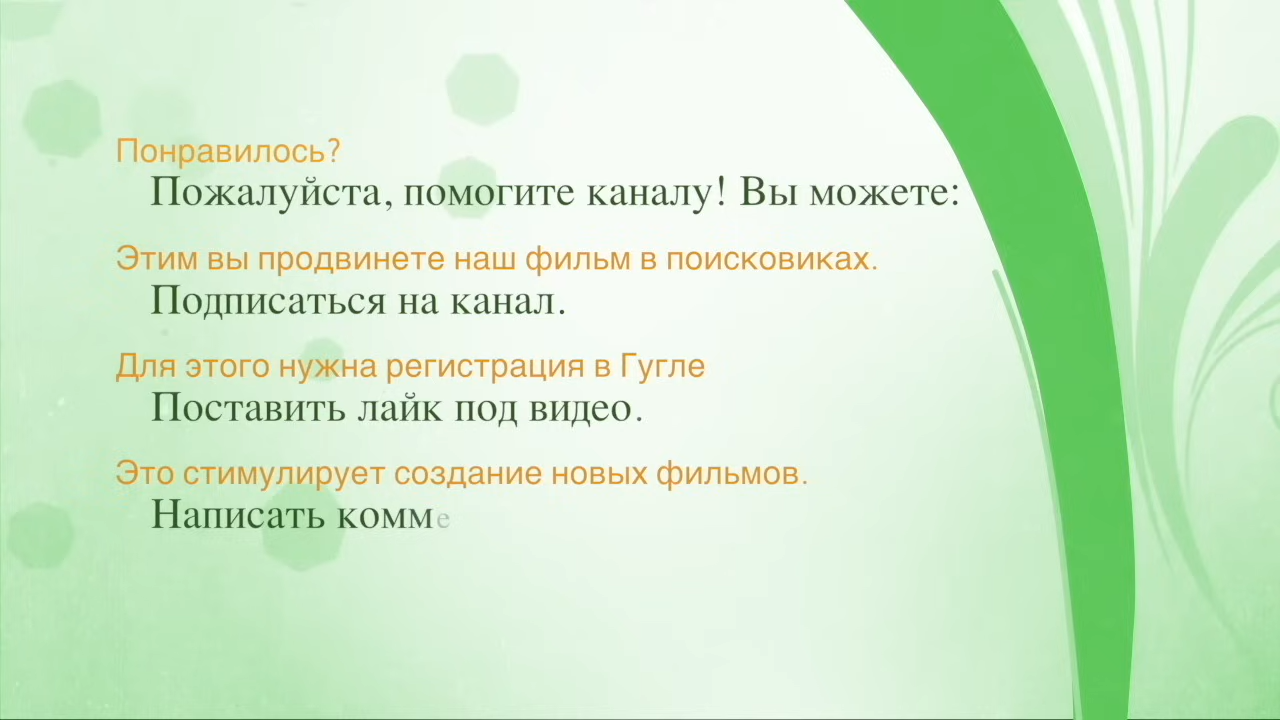 Понравилось?
Пожалуйста, помогите каналу! Вы можете:
Этим вы продвинете наш фильм в поисковиках.
Подписаться на канал.
Для этого нужна регистрация в Гугле
Поставить лайк под видео.
Это стимулирует создание новых фильмов.
Написать комме